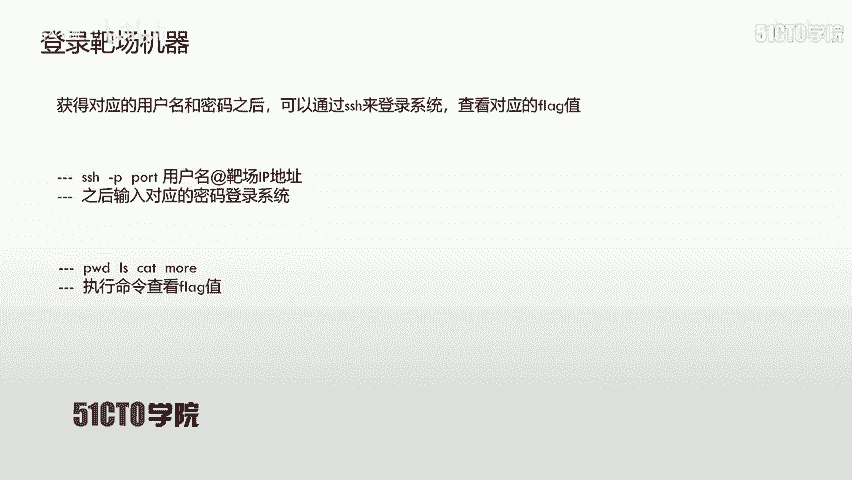 登录靶场机器
51CTO学院
获得对应的用户名和密码之后，可以通过ssh来登录系统，查看对应的flag值
--- ssh -p port 用户名@靶场IP地址
--- 之后输入对应的密码登录系统
--- pwd ls cat more
--- 执行命令查看flag值
51CTO学院